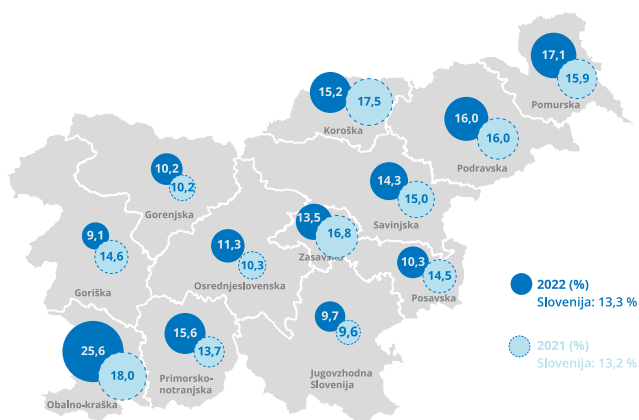 17,1
15,9
Pomurska
15,2
17,5
Koroška
16,0
16,0
Podravska
10,2
10,2
Gorenjska
14,3
15,0
Savinjska
13,5
16,8
Zasavska
9,1
14,6
Goriška
11,3
10,3
Osrednjeslovenska
10,3
14,5
Posavska
25,6
18,0
Obalno-kraška
15,6
13,7
Primorsko-
notranjska
9,7
9,6
Jugovzhodna
Slovenija
2022 (%)
Slovenija: 13,3 %
2021 (%)
Slovenija: 13,2 %